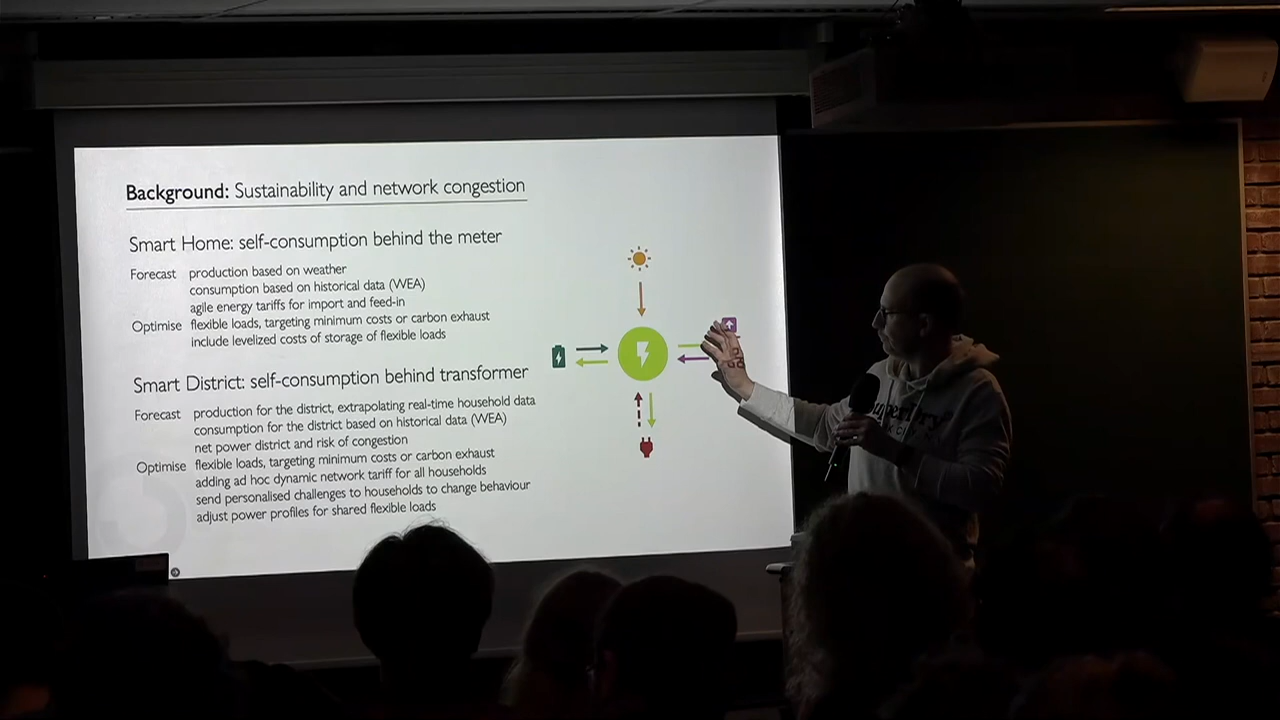 Background: Sustainability and network congestion
Smart Home: self-consumption behind the meter
Forecast production based on weather
consumption based on historical data (WEA)
agile energy tariffs for import and feed-in
Optimise flexible loads, targeting minimum costs or carbon exhaust
include levelized costs of storage of flexible loads
Smart District: self-consumption behind transformer
Forecast production for the district, extrapolating real-time household data
consumption for the district based on historical data (WEA)
net power district and risk of congestion
Optimise flexible loads, targeting minimum costs or carbon exhaust
adding ad hoc dynamic network tariff for all households
send personalised challenges to households to change behaviour
adjust power profiles for shared flexible loads